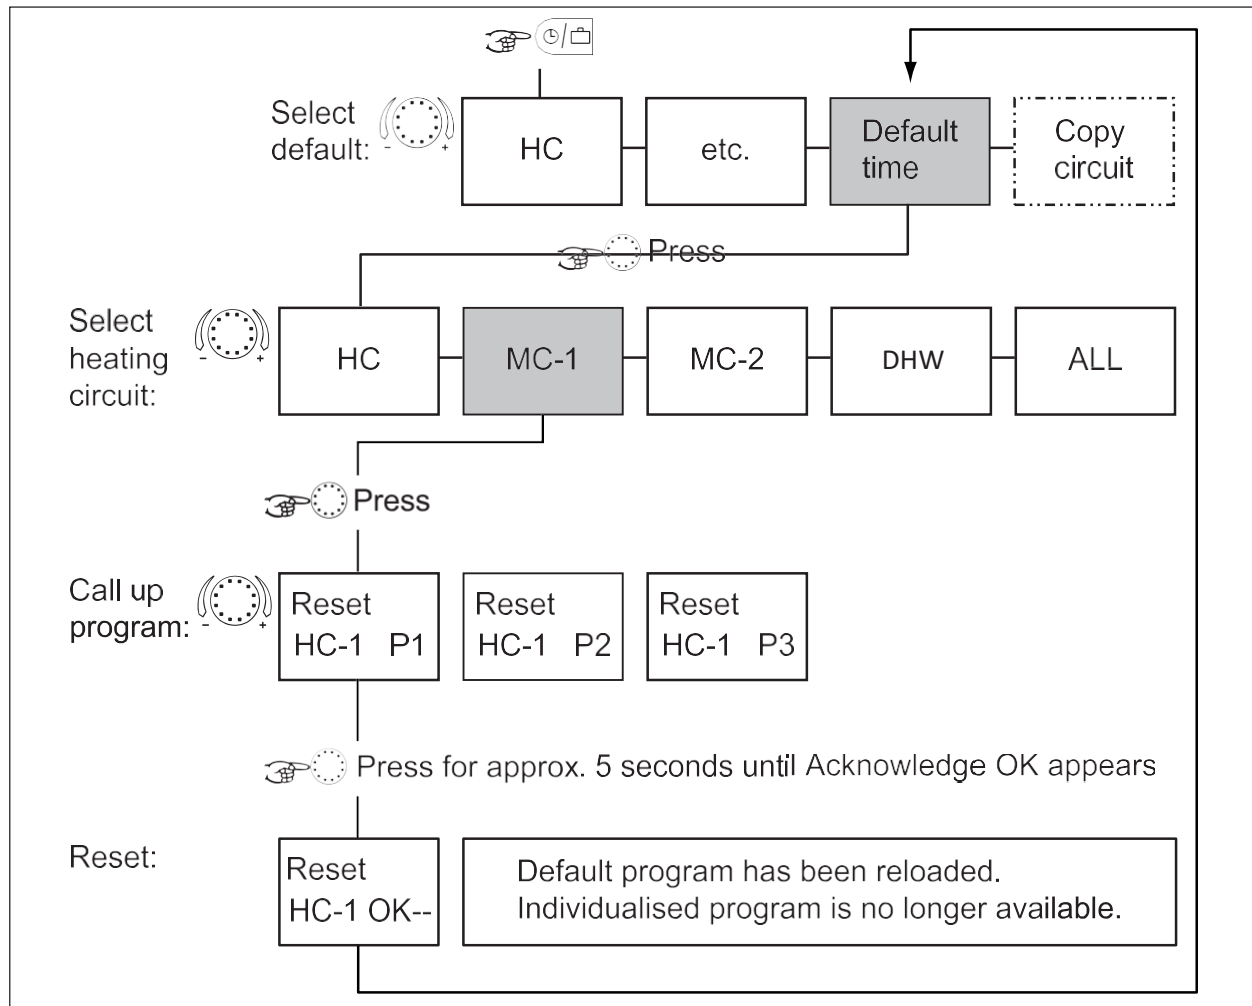 Select
default:
- +
HC
etc.
Default
time
Copy
circuit
Press
Select
heating
circuit:
- +
HC
MC-1
MC-2
DHW
ALL
Press
Call up
program:
- +
Reset
HC-1 P1
Reset
HC-1 P2
Reset
HC-1 P3
Press for approx. 5 seconds until Acknowledge OK appears
Reset:
Reset
HC-1 OK--
Default program has been reloaded.
Individualised program is no longer available.